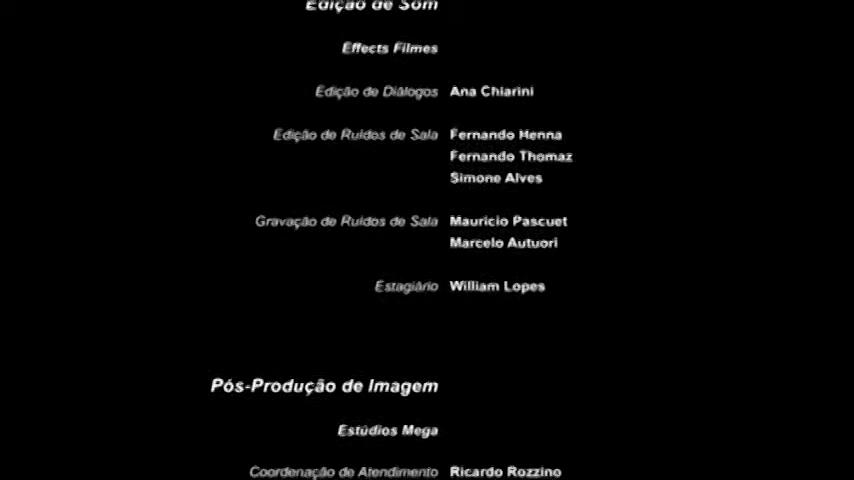 Edição de Som
Effects Filmes
Edição de Diálogos Ana Chiarini
Edição de Ruídos de Sala Fernando Henna
Fernando Thomaz
Simone Alves
Gravação de Ruídos de Sala Mauricio Pascuet
Marcelo Autuori
Estagiário William Lopes
Pós-Produção de Imagem
Estúdios Mega
Coordenação de Atendimento Ricardo Rozzino